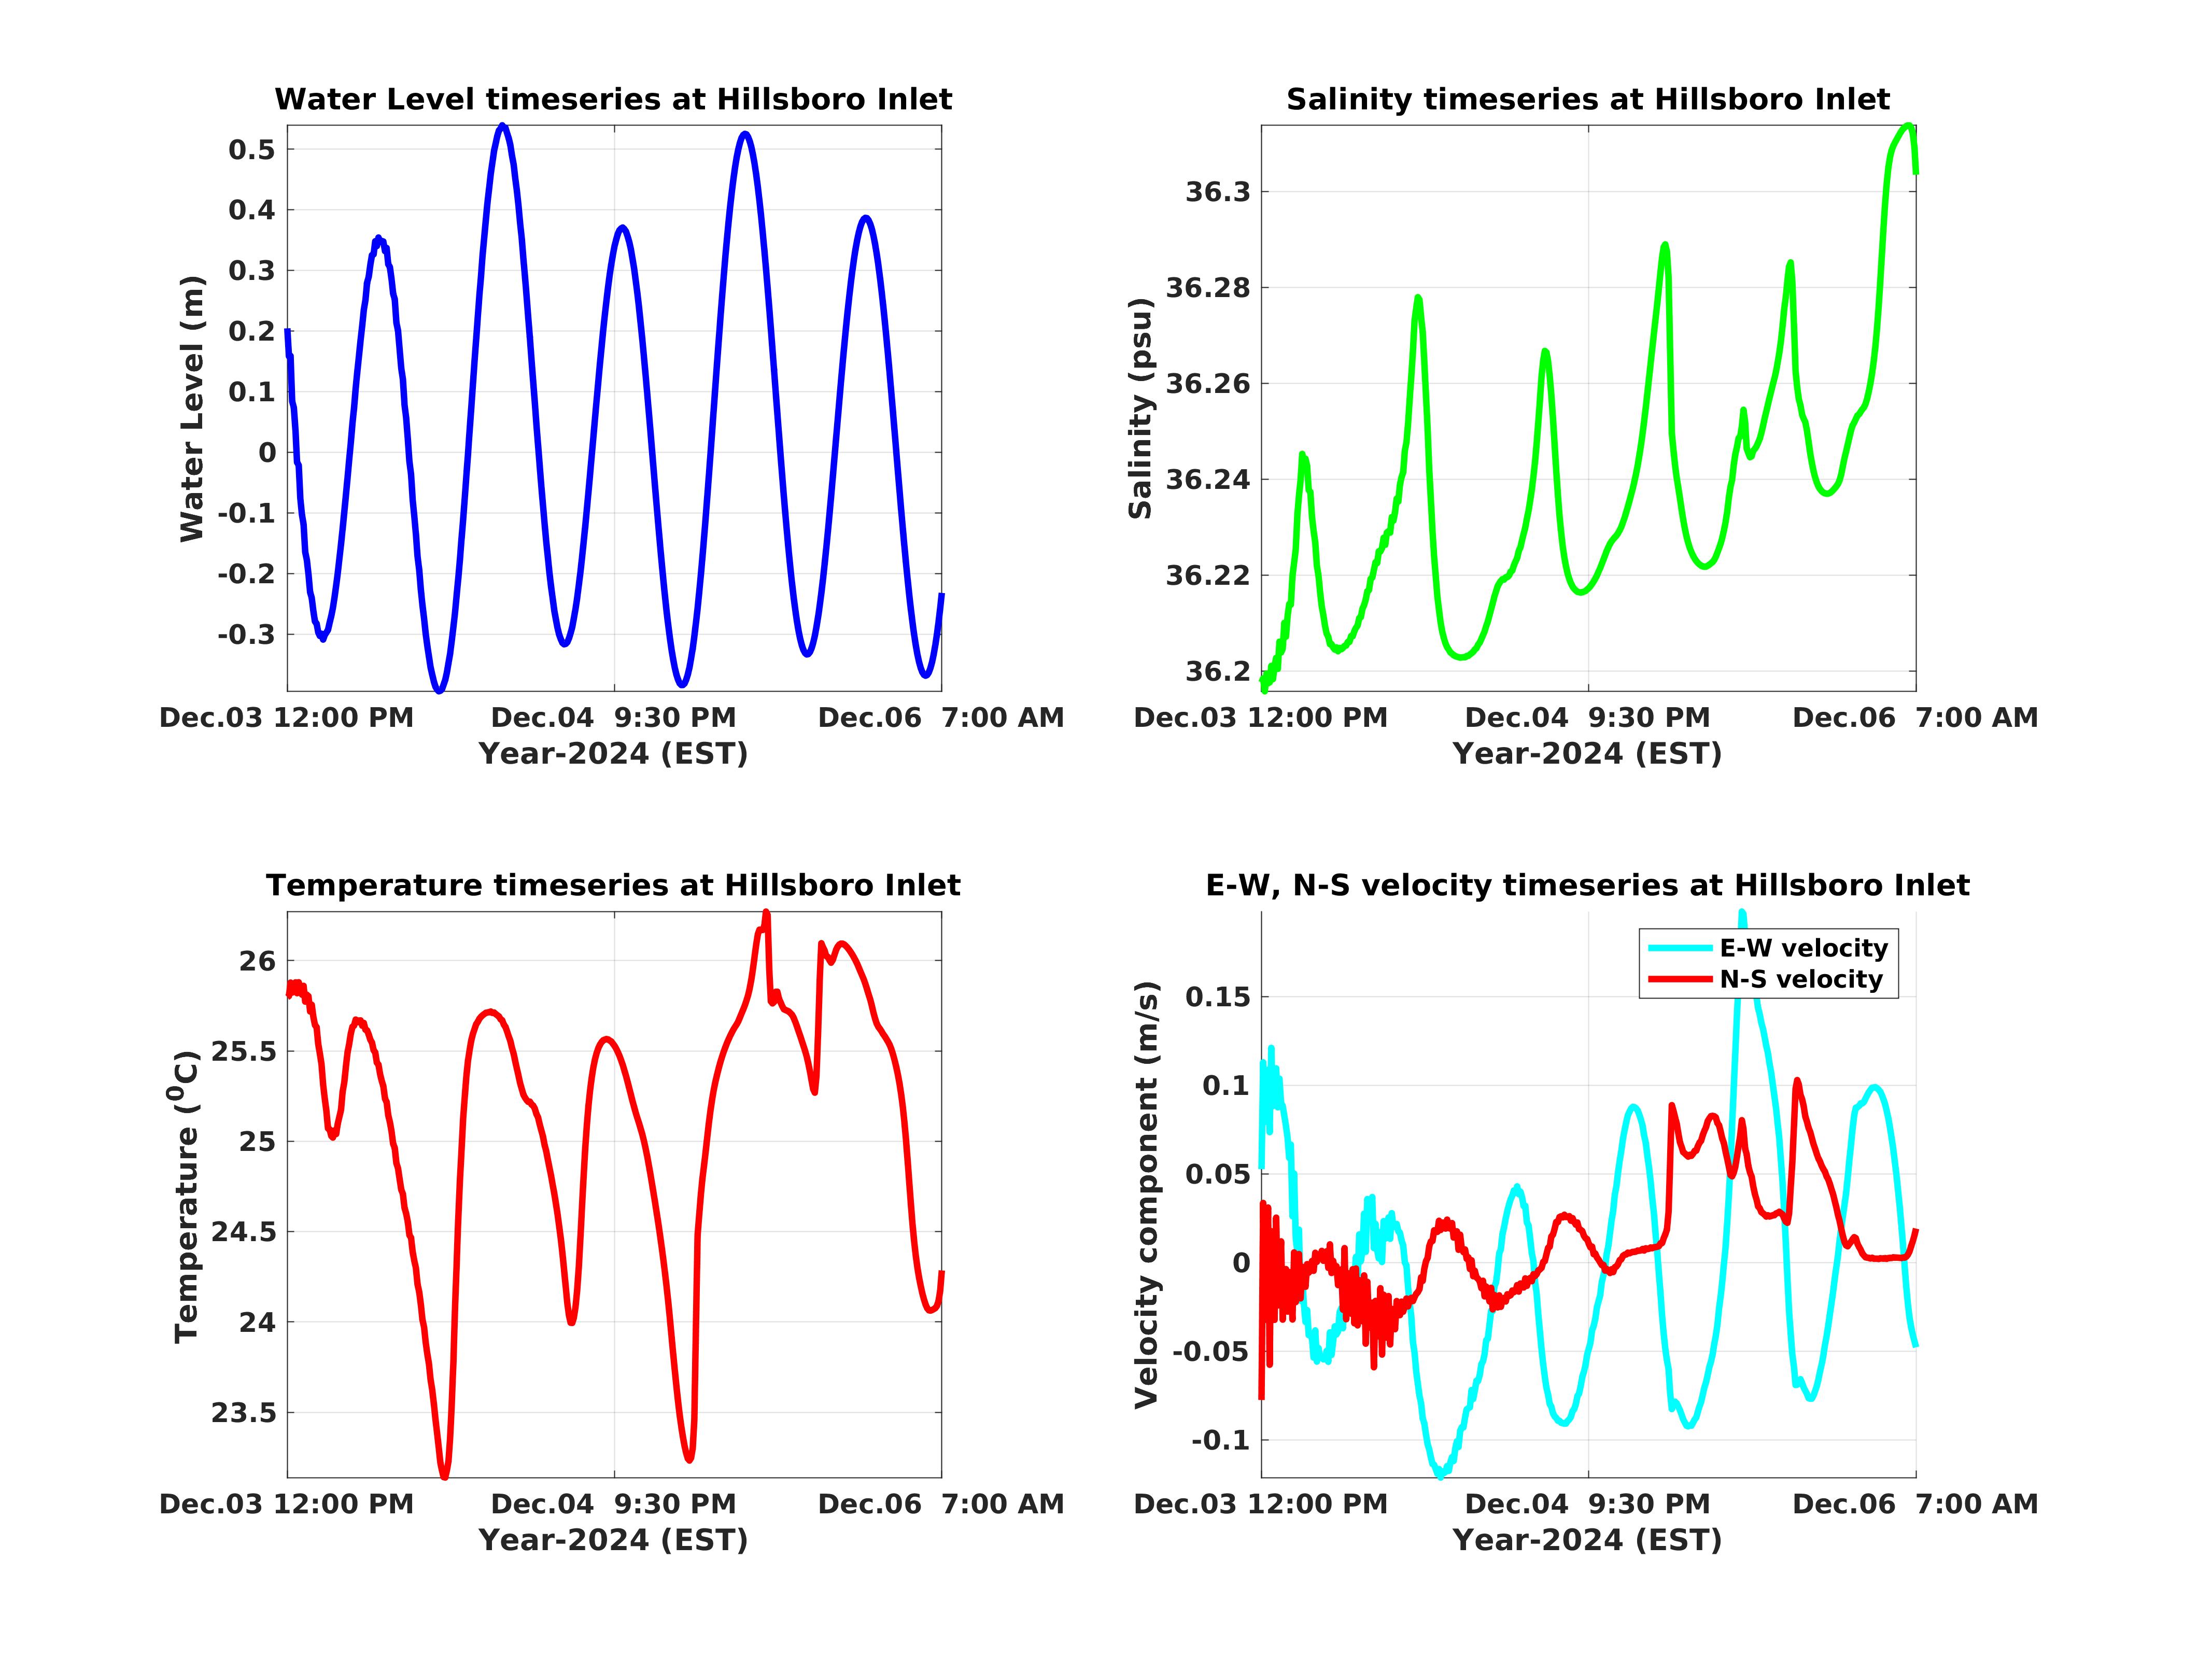 Water Level timeseries at Hillsboro Inlet
Water Level (m)
0.5
0.4
0.3
0.2
0.1
0
-0.1
-0.2
-0.3
Dec.03 12:00 PM
Dec.04 9:30 PM
Dec.06 7:00 AM
Year-2024 (EST)
Salinity timeseries at Hillsboro Inlet
Salinity (psu)
36.3
36.28
36.26
36.24
36.22
36.2
Dec.03 12:00 PM
Dec.04 9:30 PM
Dec.06 7:00 AM
Year-2024 (EST)
Temperature timeseries at Hillsboro Inlet
Temperature (⁰C)
26
25.5
25
24.5
24
23.5
Dec.03 12:00 PM
Dec.04 9:30 PM
Dec.06 7:00 AM
Year-2024 (EST)
E-W, N-S velocity timeseries at Hillsboro Inlet
E-W velocity
N-S velocity
Velocity component (m/s)
0.15
0.1
0.05
0
-0.05
-0.1
Dec.03 12:00 PM
Dec.04 9:30 PM
Dec.06 7:00 AM
Year-2024 (EST)